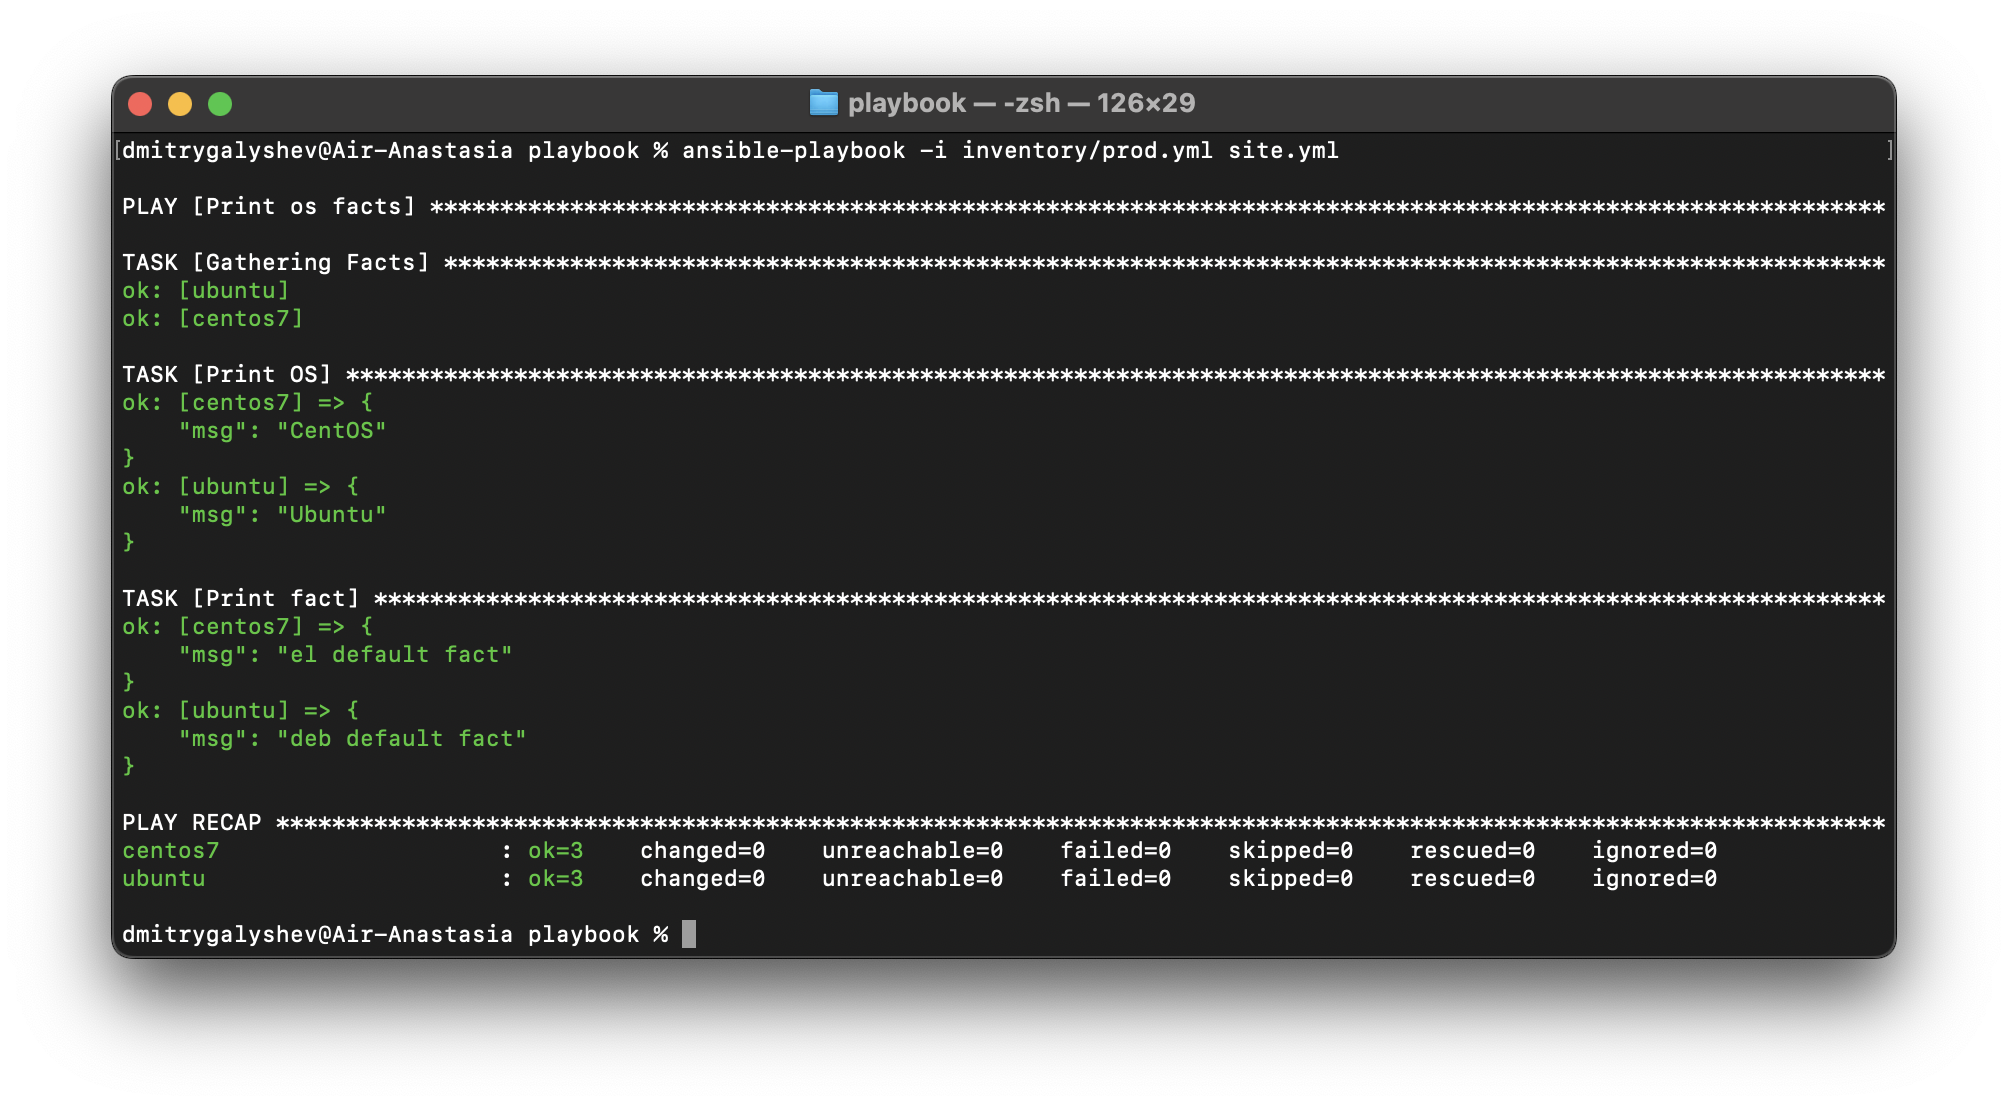 playbook — -zsh — 126×29
dmitrygalyshev@Air-Anastasia playbook % ansible-playbook -i inventory/prod.yml site.yml
PLAY [Print os facts] ********************************************************************************************************
TASK [Gathering Facts] *******************************************************************************************************
ok: [ubuntu]
ok: [centos7]
TASK [Print OS] **************************************************************************************************************
ok: [centos7] => {
    "msg": "CentOS"
}
ok: [ubuntu] => {
    "msg": "Ubuntu"
}
TASK [Print fact] ************************************************************************************************************
ok: [centos7] => {
    "msg": "el default fact"
}
ok: [ubuntu] => {
    "msg": "deb default fact"
}
PLAY RECAP *******************************************************************************************************************
centos7                    : ok=3    changed=0    unreachable=0    failed=0    skipped=0    rescued=0    ignored=0
ubuntu                     : ok=3    changed=0    unreachable=0    failed=0    skipped=0    rescued=0    ignored=0
dmitrygalyshev@Air-Anastasia playbook %